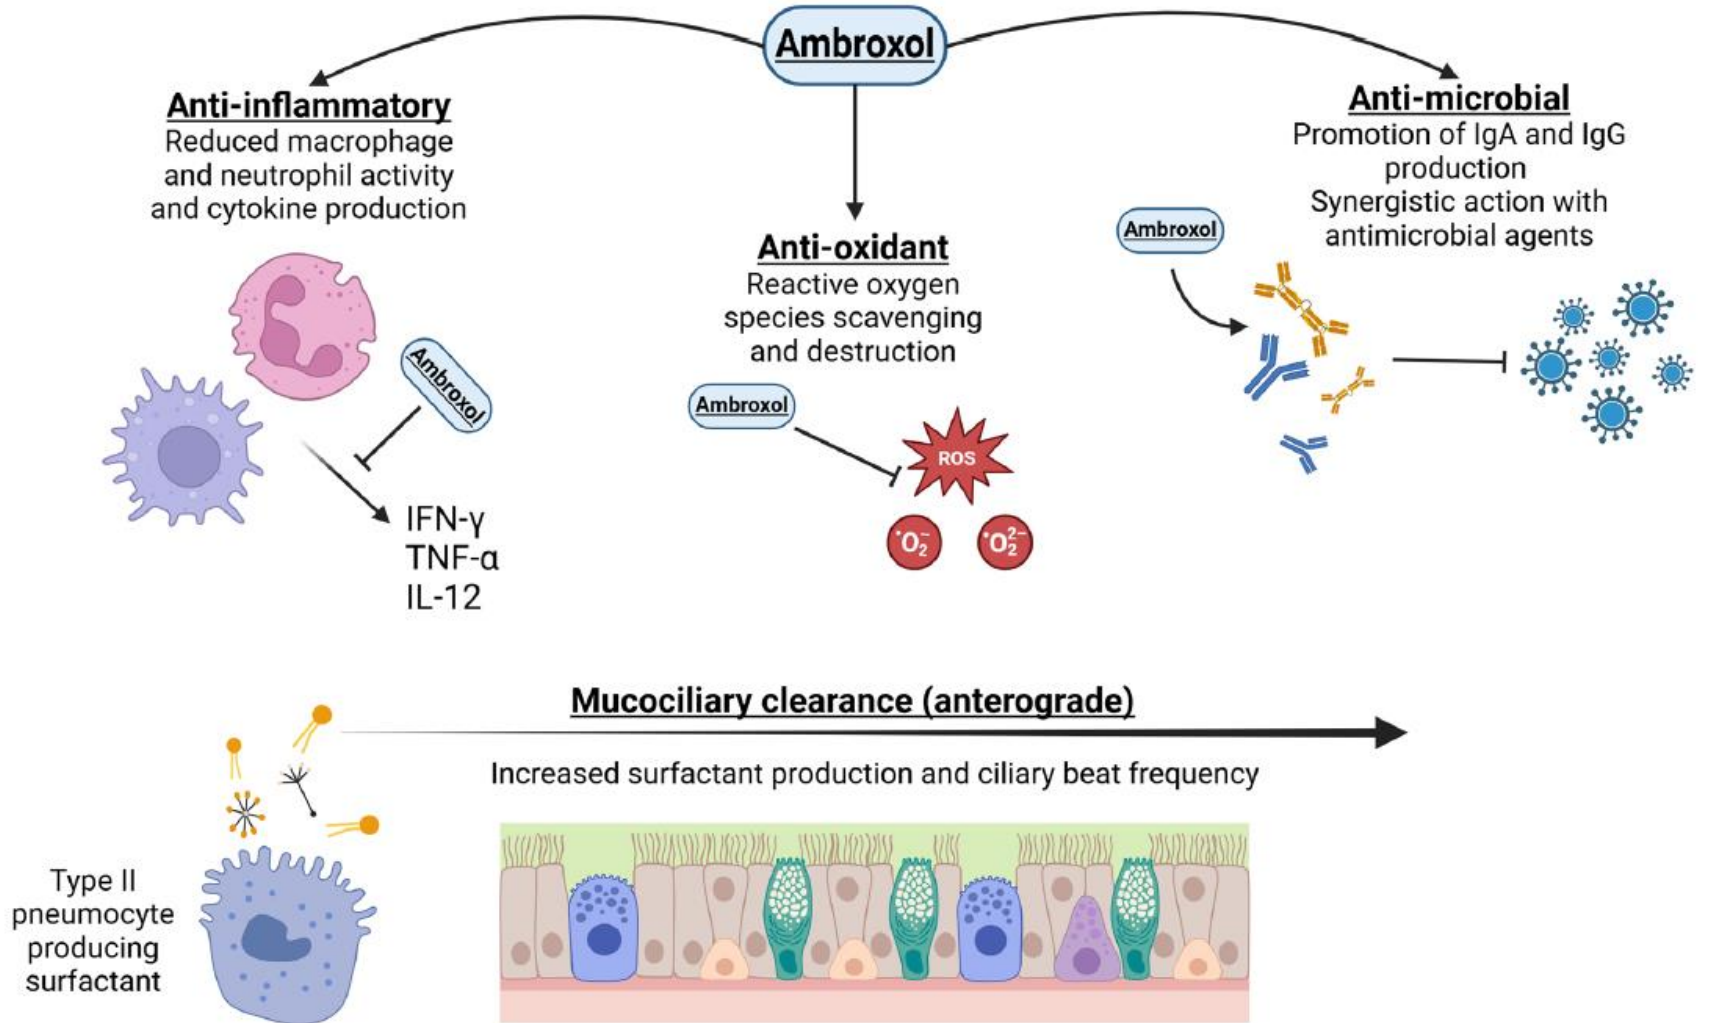 Ambroxol
Anti-inflammatory
Reduced macrophage
and neutrophil activity
and cytokine production
Ambroxol
IFN-γ
TNF-α
IL-12
Anti-oxidant
Reactive oxygen
species scavenging
and destruction
Ambroxol
ROS
•O₂⁻
•O₂²⁻
Anti-microbial
Promotion of IgA and IgG
production
Synergistic action with
antimicrobial agents
Ambroxol
Mucociliary clearance (anterograde)
Increased surfactant production and ciliary beat frequency
Type II
pneumocyte
producing
surfactant